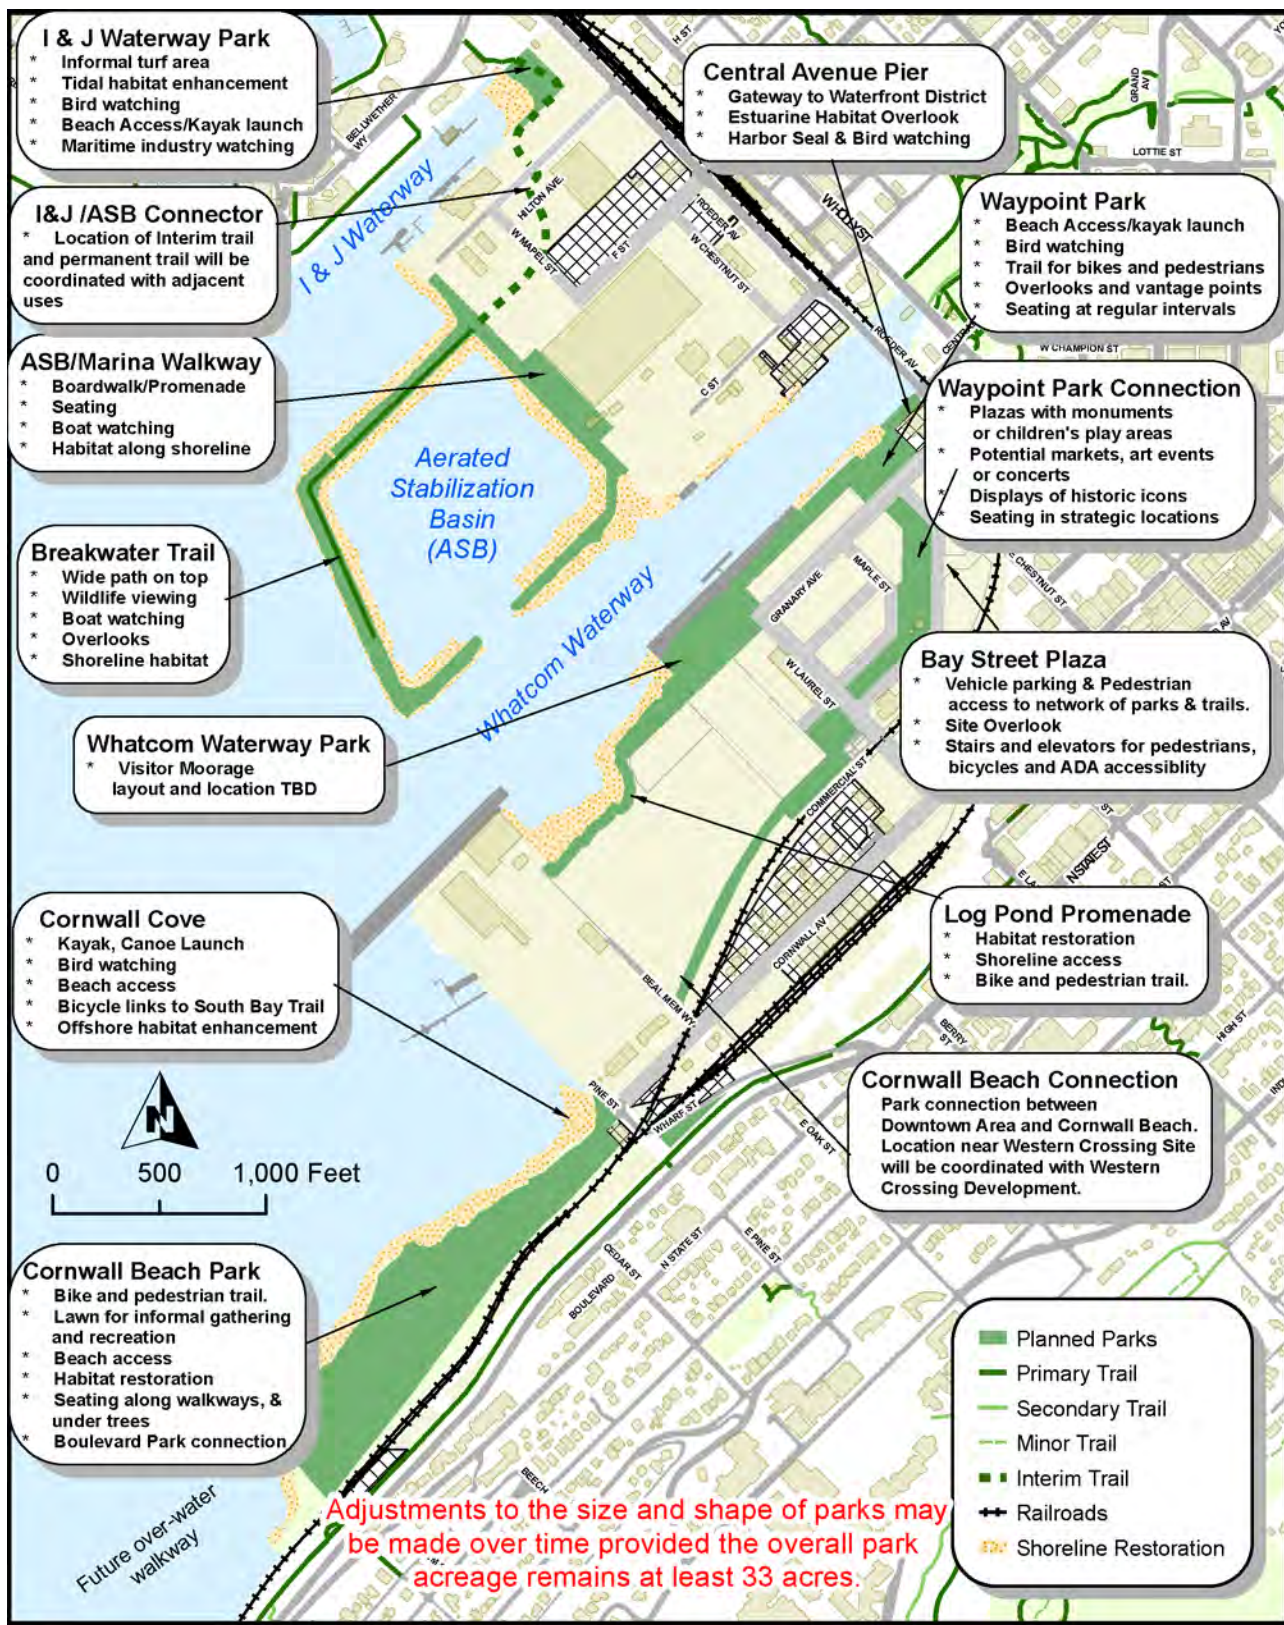 I & J Waterway Park
* Informal turf area
* Tidal habitat enhancement
* Bird watching
* Beach Access/Kayak launch
* Maritime industry watching
I&J /ASB Connector
* Location of Interim trail
and permanent trail will be
coordinated with adjacent
uses
ASB/Marina Walkway
* Boardwalk/Promenade
* Seating
* Boat watching
* Habitat along shoreline
Breakwater Trail
* Wide path on top
* Wildlife viewing
* Boat watching
* Overlooks
* Shoreline habitat
Whatcom Waterway Park
* Visitor Moorage
layout and location TBD
Cornwall Cove
* Kayak, Canoe Launch
* Bird watching
* Beach access
* Bicycle links to South Bay Trail
* Offshore habitat enhancement
N
0 500 1,000 Feet
Cornwall Beach Park
* Bike and pedestrian trail.
* Lawn for informal gathering
and recreation
* Beach access
* Habitat restoration
* Seating along walkways, &
under trees
* Boulevard Park connection
Future over-water
walkway
Central Avenue Pier
* Gateway to Waterfront District
* Estuarine Habitat Overlook
* Harbor Seal & Bird watching
Waypoint Park
* Beach Access/kayak launch
* Bird watching
* Trail for bikes and pedestrians
* Overlooks and vantage points
* Seating at regular intervals
Waypoint Park Connection
* Plazas with monuments
or children's play areas
* Potential markets, art events
or concerts
* Displays of historic icons
* Seating in strategic locations
Bay Street Plaza
* Vehicle parking & Pedestrian
access to network of parks & trails.
* Site Overlook
* Stairs and elevators for pedestrians,
bicycles and ADA accessiblity
Log Pond Promenade
* Habitat restoration
* Shoreline access
* Bike and pedestrian trail.
Cornwall Beach Connection
Park connection between
Downtown Area and Cornwall Beach.
Location near Western Crossing Site
will be coordinated with Western
Crossing Development.
I & J Waterway
Aerated
Stabilization
Basin
(ASB)
Whatcom Waterway
BELLWETHER
WY
HILTON AVE.
W MAPEL ST
F ST
H ST
ROEDER AV
W CHESTNUT ST
C ST
W HOLLY ST
ROEDER AV
GRAND
AV
LOTTIE ST
W CHAMPION ST
E CHESTNUT ST
GRANARY AVE
MAPLE ST
W LAUREL ST
COMMERCIAL ST
CORNWALL AV
BEAL MEM WY.
PINE ST
WHARF ST
N STATE ST
BERRY
ST
HIGH ST
E OAK ST
E PINE ST
N STATE ST
CEDAR ST
BOULEVARD
BEECH
Planned Parks
Primary Trail
Secondary Trail
Minor Trail
Interim Trail
Railroads
Shoreline Restoration
Adjustments to the size and shape of parks may
be made over time provided the overall park
acreage remains at least 33 acres.